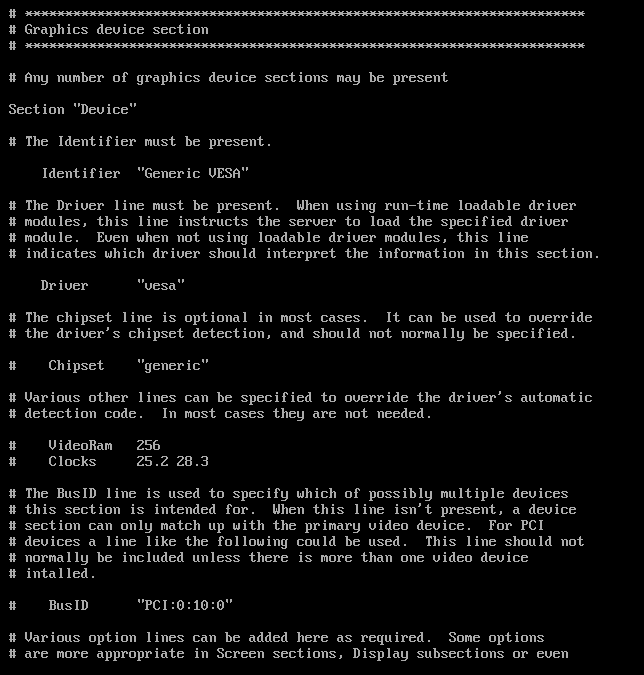 # **********************************************************************
# Graphics device section
# **********************************************************************
# Any number of graphics device sections may be present
Section "Device"
# The Identifier must be present.
    Identifier  "Generic VESA"
# The Driver line must be present.  When using run-time loadable driver
# modules, this line instructs the server to load the specified driver
# module.  Even when not using loadable driver modules, this line
# indicates which driver should interpret the information in this section.
    Driver      "vesa"
# The chipset line is optional in most cases.  It can be used to override
# the driver's chipset detection, and should not normally be specified.
#    Chipset    "generic"
# Various other lines can be specified to override the driver's automatic
# detection code.  In most cases they are not needed.
#    VideoRam   256
#    Clocks     25.2 28.3
# The BusID line is used to specify which of possibly multiple devices
# this section is intended for.  When this line isn't present, a device
# section can only match up with the primary video device.  For PCI
# devices a line like the following could be used.  This line should not
# normally be included unless there is more than one video device
# intalled.
#    BusID      "PCI:0:10:0"
# Various option lines can be added here as required.  Some options
# are more appropriate in Screen sections, Display subsections or even